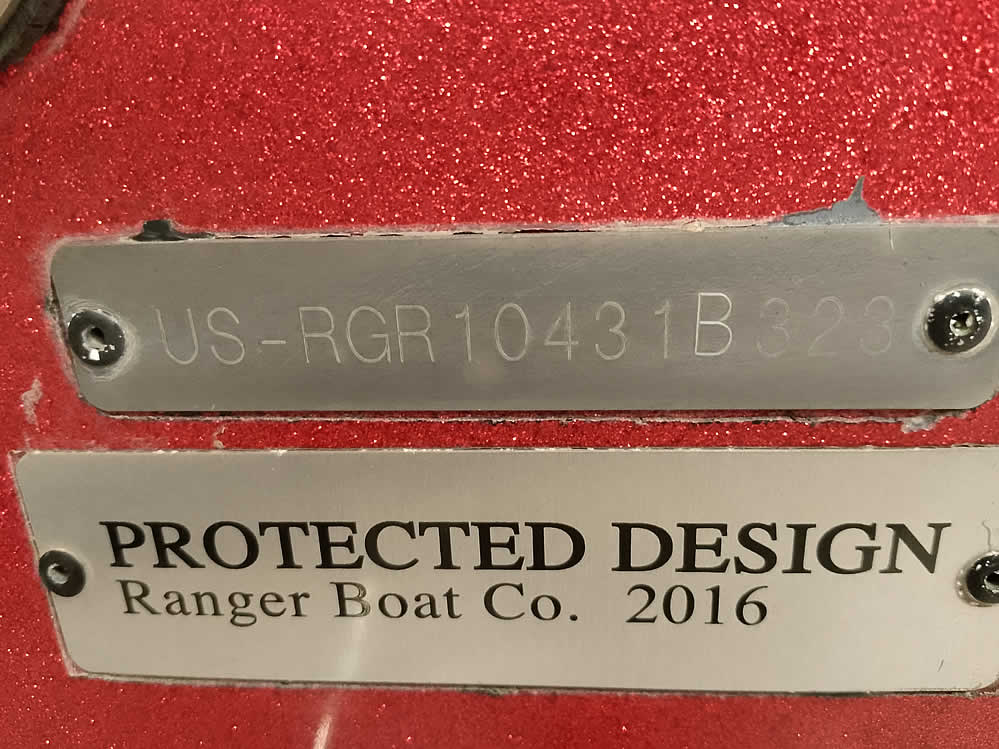 US-RGR10431B323
PROTECTED DESIGN
Ranger Boat Co. 2016